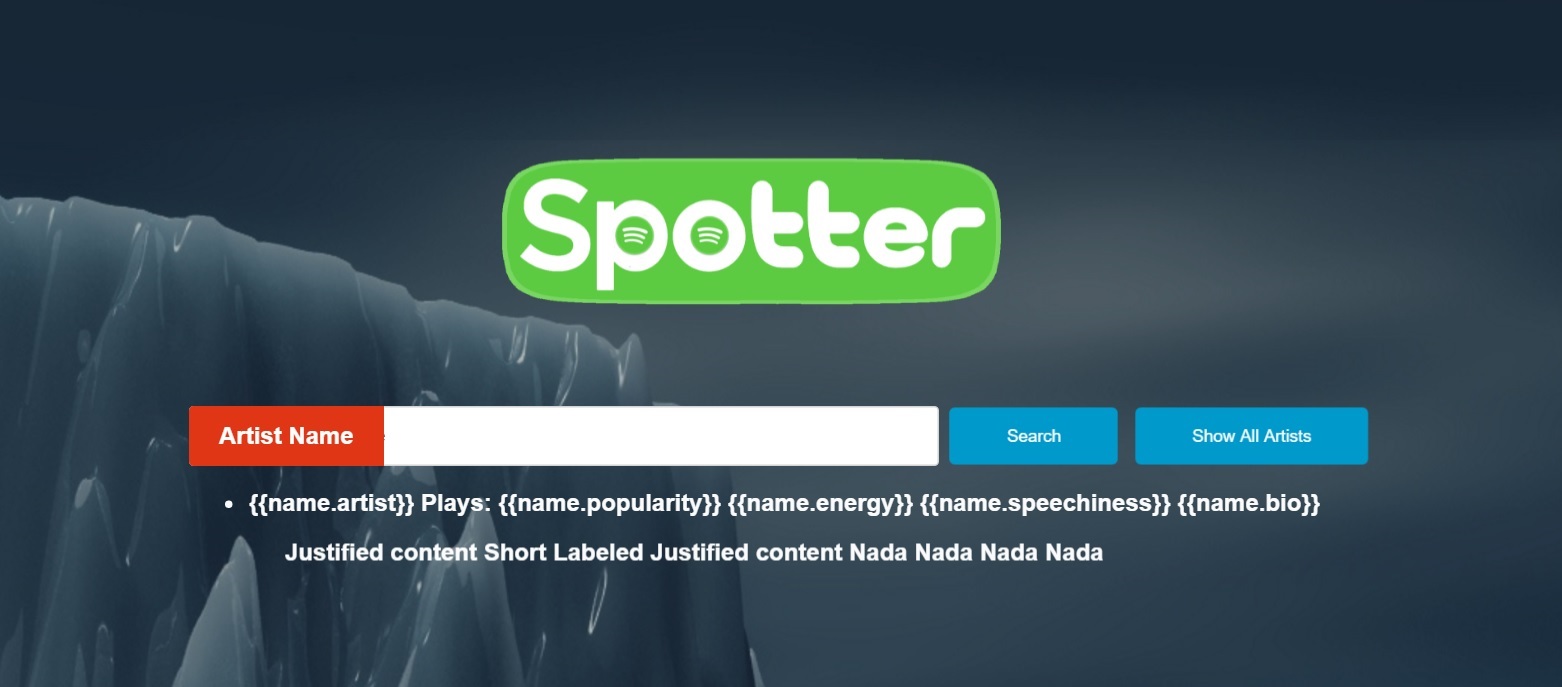 Spotter
Artist Name Search Show All Artists
• {{name.artist}} Plays: {{name.popularity}} {{name.energy}} {{name.speechiness}} {{name.bio}}
Justified content Short Labeled Justified content Nada Nada Nada Nada